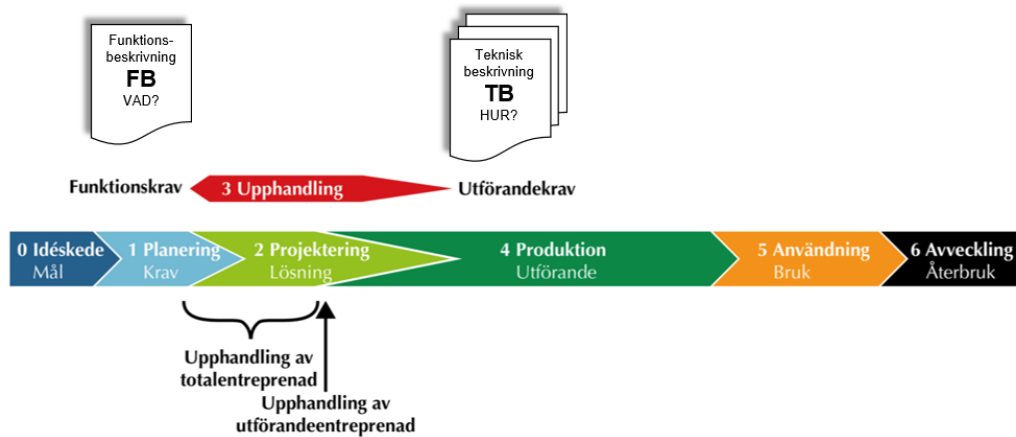 Funktions-
beskrivning
FB
VAD?
Teknisk
beskrivning
TB
HUR?
Funktionskrav
3 Upphandling
Utförandekrav
0 Idéskede
Mål
1 Planering
Krav
2 Projektering
Lösning
4 Produktion
Utförande
5 Användning
Bruk
6 Avveckling
Återbruk
Upphandling av
totalentreprenad
Upphandling av
utförandeentreprenad